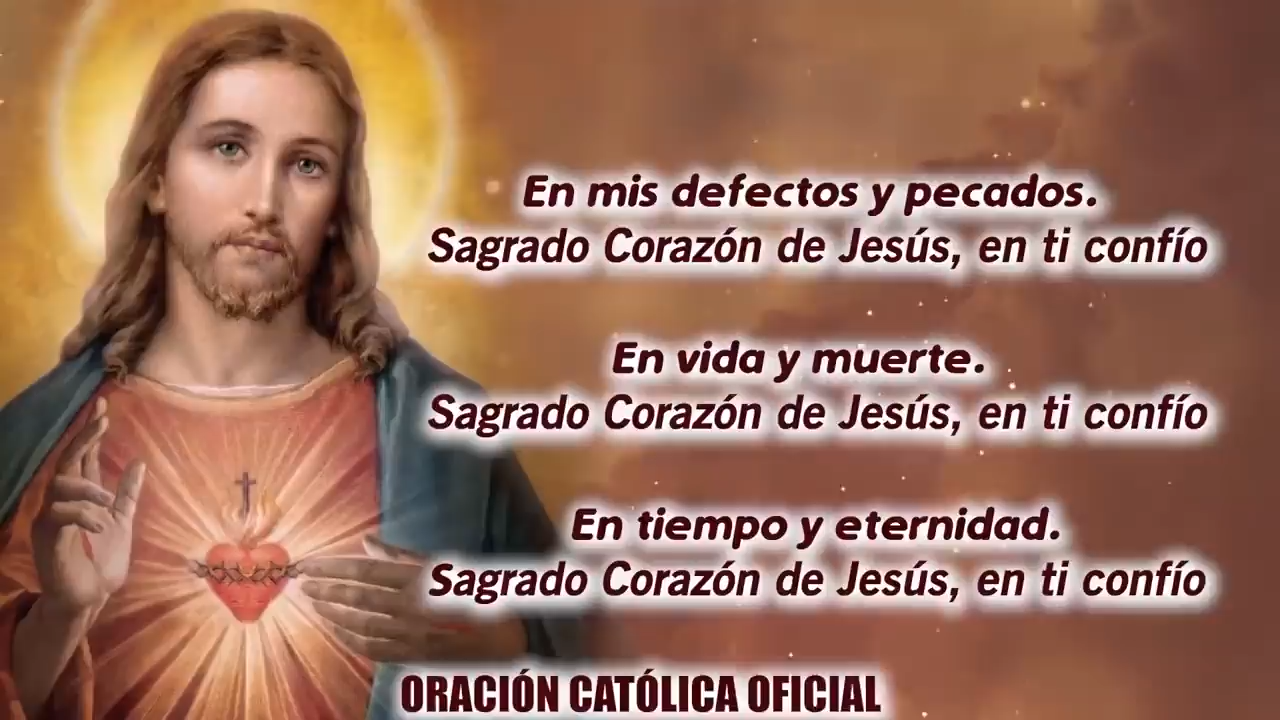 En mis defectos y pecados.
Sagrado Corazón de Jesús, en ti confío
En vida y muerte.
Sagrado Corazón de Jesús, en ti confío
En tiempo y eternidad.
Sagrado Corazón de Jesús, en ti confío
ORACIÓN CATÓLICA OFICIAL